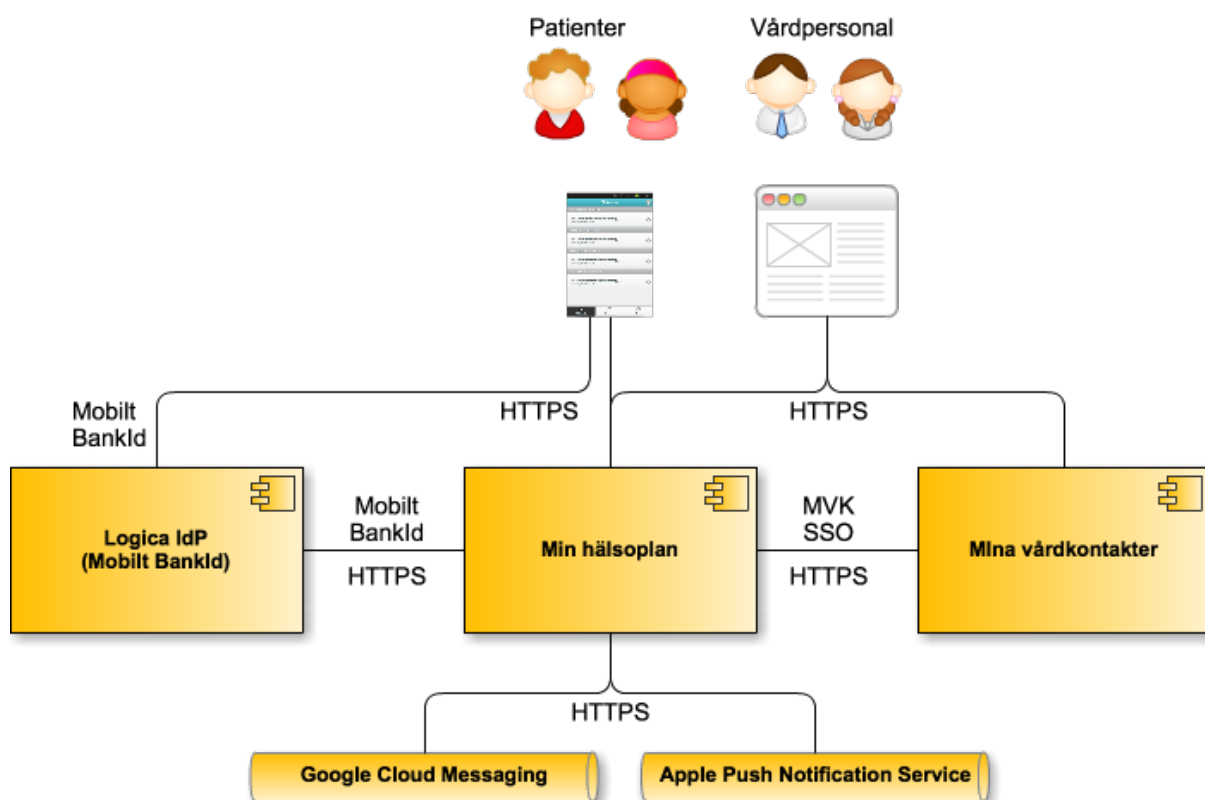 Patienter
Vårdpersonal
Mobilt
BankId
HTTPS
HTTPS
Logica IdP
(Mobilt BankId)
Mobilt
BankId
HTTPS
Min hälsoplan
MVK
SSO
HTTPS
MIna vårdkontakter
HTTPS
Google Cloud Messaging
Apple Push Notification Service